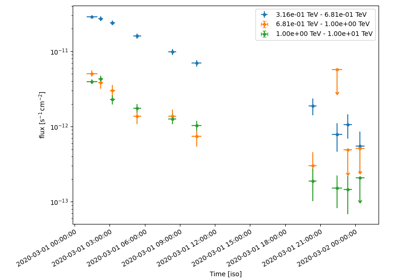 3.16e-01 TeV - 6.81e-01 TeV
6.81e-01 TeV - 1.00e+00 TeV
1.00e+00 TeV - 1.00e+01 TeV
10⁻¹¹
10⁻¹²
10⁻¹³
flux [s⁻¹cm⁻²]
2020-03-01 00:00:00
2020-03-01 03:00:00
2020-03-01 06:00:00
2020-03-01 09:00:00
2020-03-01 12:00:00
2020-03-01 15:00:00
2020-03-01 18:00:00
2020-03-01 21:00:00
2020-03-02 00:00:00
Time [iso]